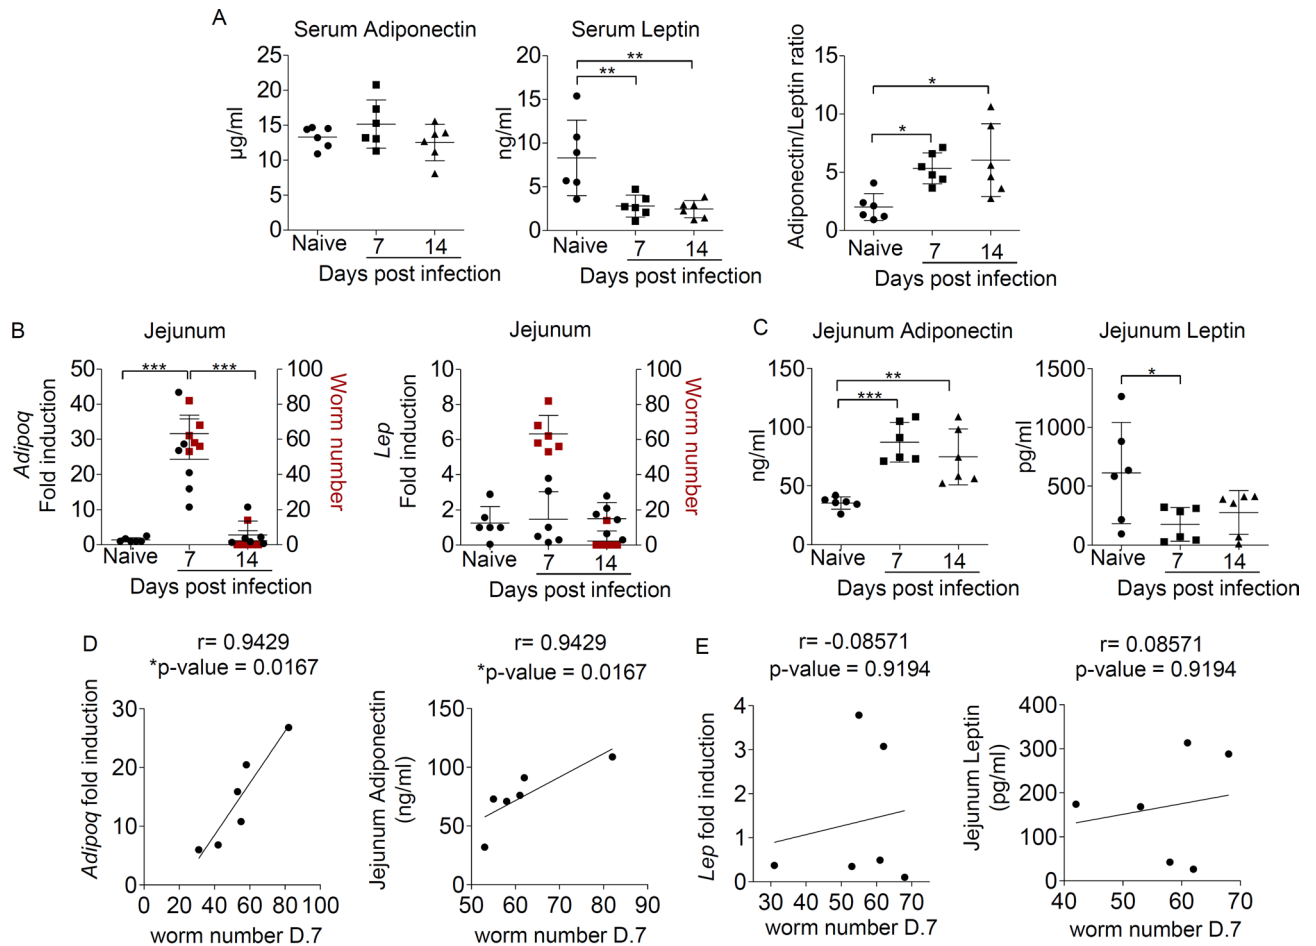 A
Serum Adiponectin
25
20
15
10
5
0
µg/ml
Naive
7
14
Days post infection
Serum Leptin
20
15
10
5
0
ng/ml
**
**
Naive
7
14
Days post infection
15
10
5
0
Adiponectin/Leptin ratio
*
*
Naive
7
14
Days post infection
B
Jejunum
50
40
30
20
10
0
Adipoq
Fold induction
***
***
100
80
60
40
20
0
Worm number
Naive
7
14
Days post infection
Jejunum
10
8
6
4
2
0
Lep
Fold induction
100
80
60
40
20
0
Worm number
Naive
7
14
Days post infection
C
Jejunum Adiponectin
150
100
50
0
ng/ml
**
***
Naive
7
14
Days post infection
Jejunum Leptin
1500
1000
500
0
pg/ml
*
Naive
7
14
Days post infection
D
r= 0.9429
*p-value = 0.0167
30
20
10
0
Adipoq fold induction
0 20 40 60 80 100
worm number D.7
r= 0.9429
*p-value = 0.0167
150
100
50
0
Jejunum Adiponectin
(ng/ml)
50 60 70 80 90
worm number D.7
E
r= -0.08571
p-value = 0.9194
4
3
2
1
0
Lep fold induction
30 40 50 60 70
worm number D.7
r= 0.08571
p-value = 0.9194
400
300
200
100
0
Jejunum Leptin
(pg/ml)
40 50 60 70
worm number D.7